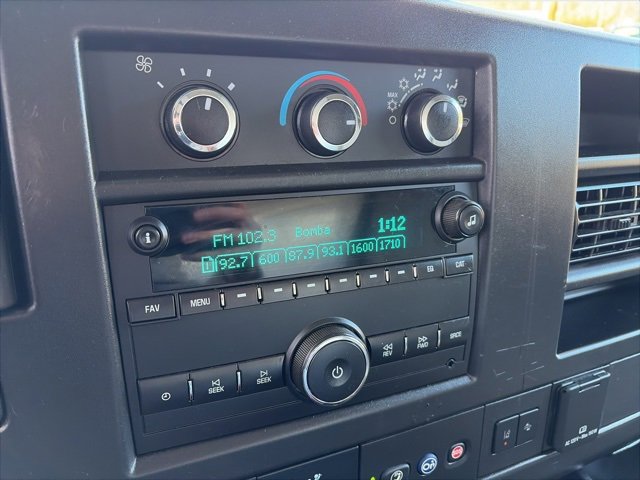 MAX
FM 102.3 Bomba 1:12
1 92.7 600 87.9 93.1 1600 1710
i
FAV MENU EQ CAT
SEEK SEEK REV FWD SRCE